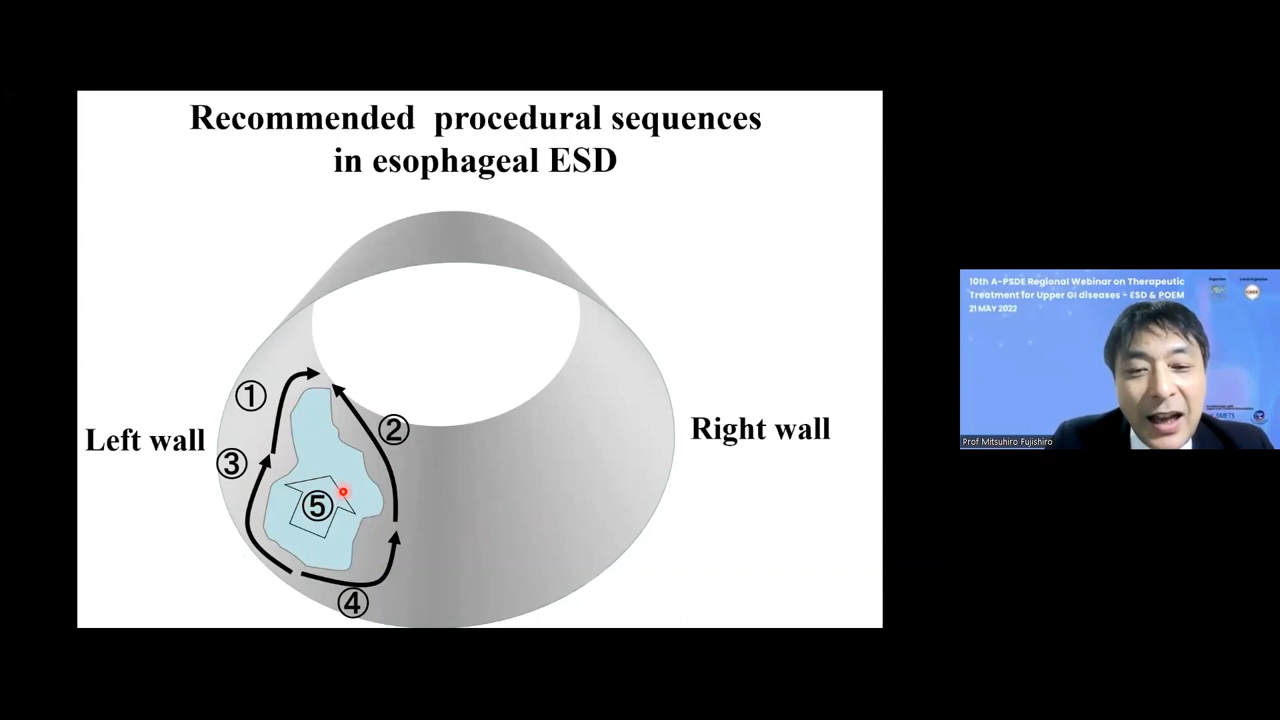 Recommended procedural sequences
in esophageal ESD
①
②
Left wall
Right wall
③
⑤
④
10th A-PSDE Regional Webinar on Therapeutic
Treatment for Upper GI diseases - ESD & POEM
21 MAY 2022
Prof Mitsuhiro Fujishiro